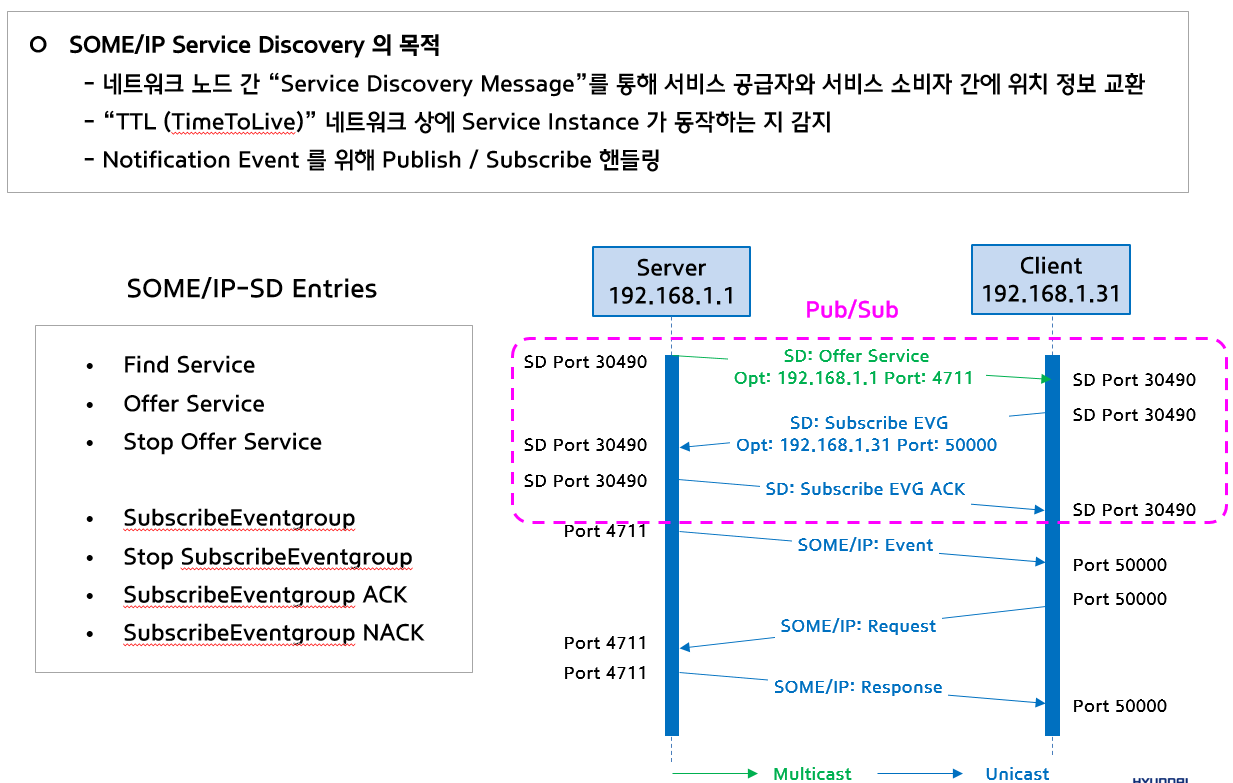 O SOME/IP Service Discovery 의 목적
- 네트워크 노드 간 “Service Discovery Message”를 통해 서비스 공급자와 서비스 소비자 간에 위치 정보 교환
- “TTL (TimeToLive)” 네트워크 상에 Service Instance 가 동작하는 지 감지
- Notification Event 를 위해 Publish / Subscribe 핸들링
SOME/IP-SD Entries
• Find Service
• Offer Service
• Stop Offer Service
• SubscribeEventgroup
• Stop SubscribeEventgroup
• SubscribeEventgroup ACK
• SubscribeEventgroup NACK
Server
192.168.1.1
Client
192.168.1.31
Pub/Sub
SD Port 30490
SD: Offer Service
Opt: 192.168.1.1 Port: 4711
SD Port 30490
SD Port 30490
SD: Subscribe EVG
Opt: 192.168.1.31 Port: 50000
SD Port 30490
SD Port 30490
SD: Subscribe EVG ACK
SD Port 30490
Port 4711
SOME/IP: Event
Port 50000
Port 50000
SOME/IP: Request
Port 4711
Port 4711
SOME/IP: Response
Port 50000
Multicast
Unicast